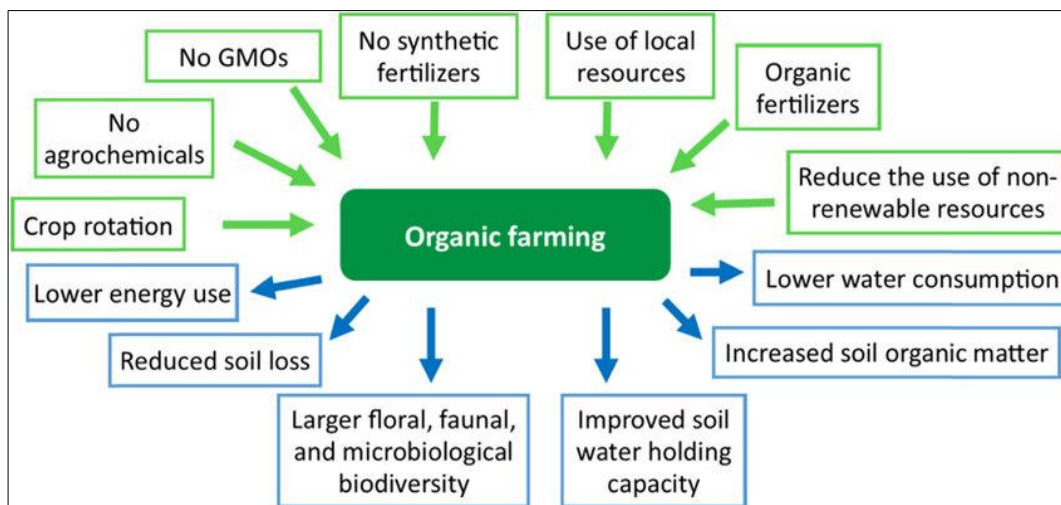 No GMOs
No synthetic
fertilizers
Use of local
resources
Organic
fertilizers
No
agrochemicals
Reduce the use of non-
renewable resources
Crop rotation
Organic farming
Lower energy use
Lower water consumption
Reduced soil loss
Increased soil organic matter
Larger floral, faunal,
and microbiological
biodiversity
Improved soil
water holding
capacity